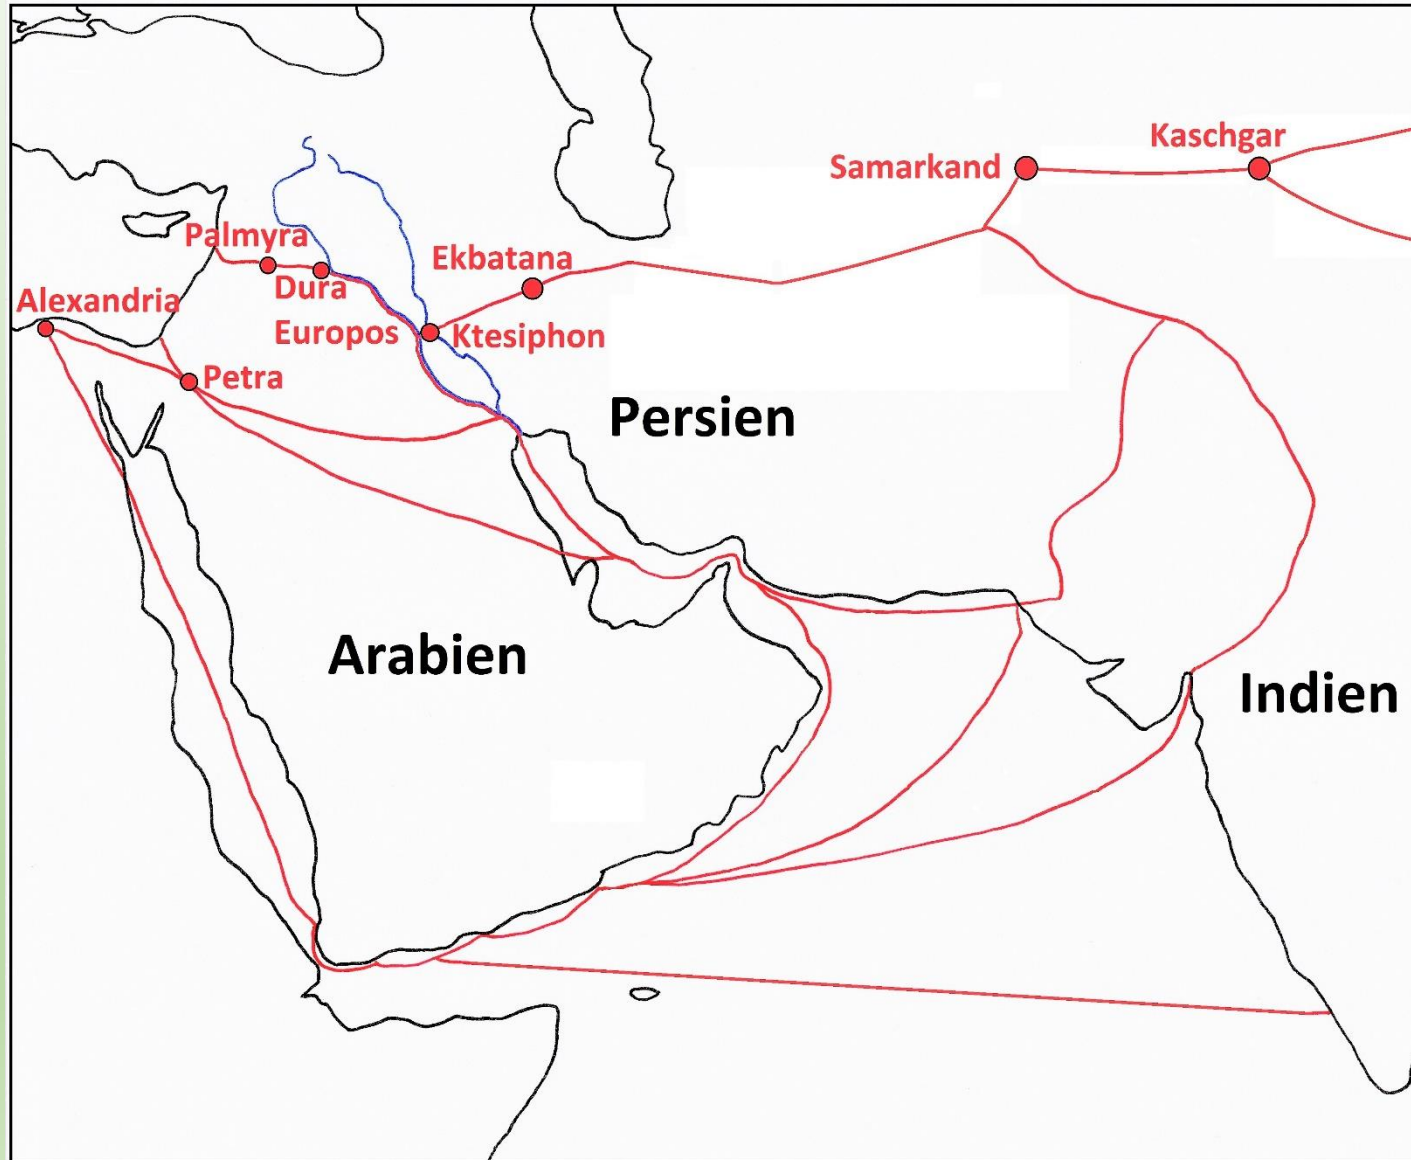 Kaschgar
Samarkand
Palmyra
Ekbatana
Dura
Europos
Alexandria
Ktesiphon
Petra
Persien
Arabien
Indien